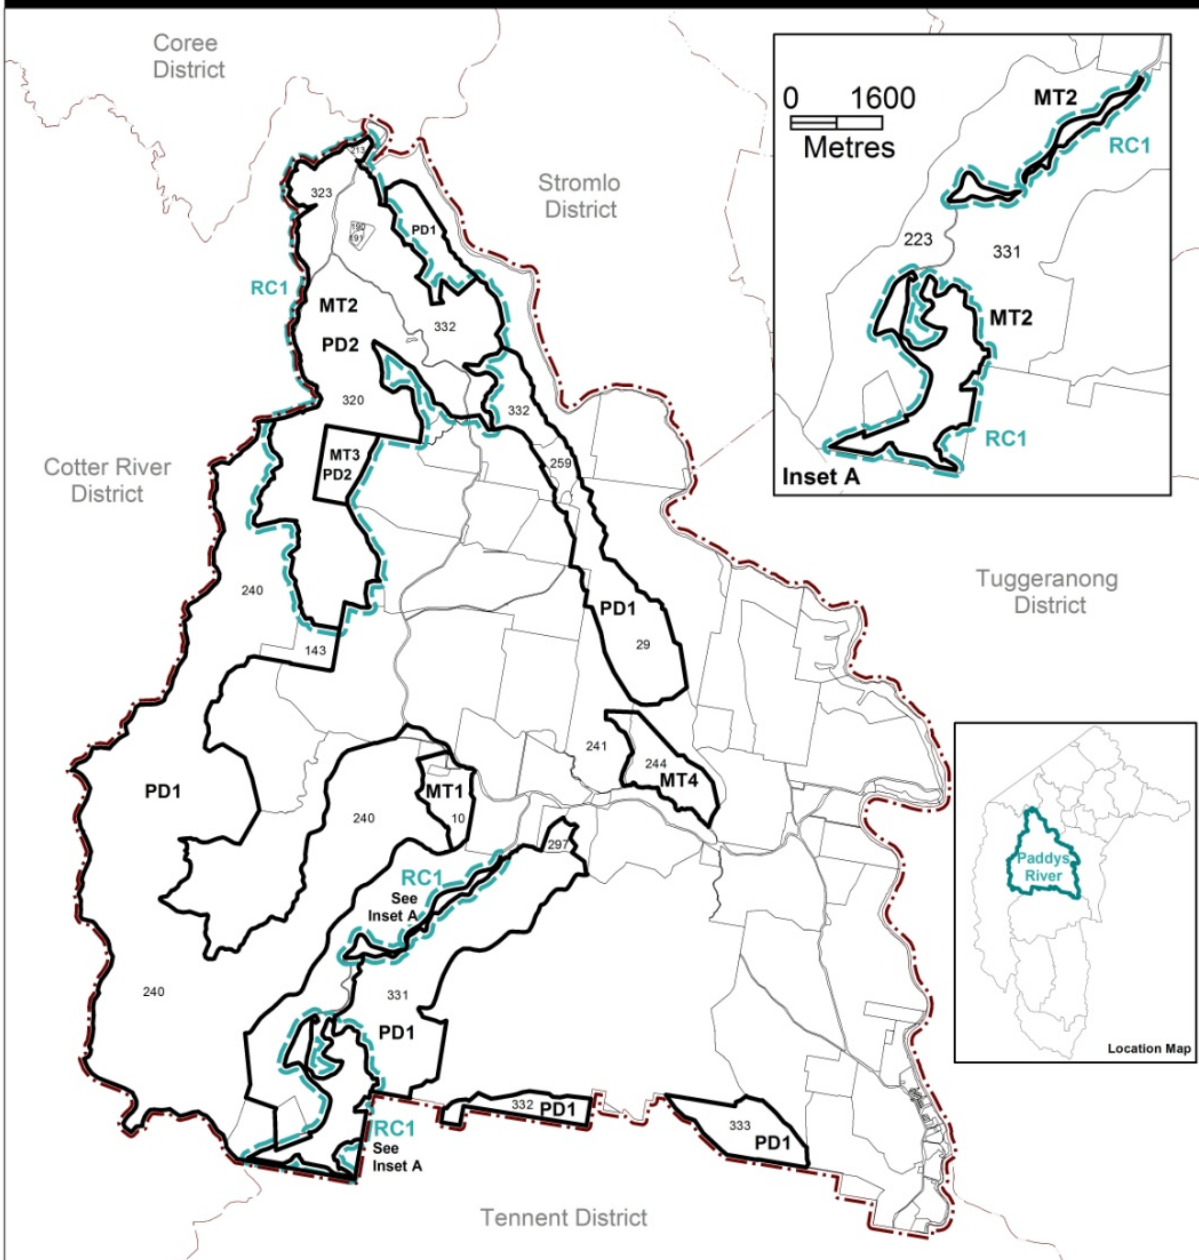 Coree
District
0 1600
Metres
MT2
RC1
223
331
MT2
RC1
Inset A
Stromlo
District
213
323
190
191
PD1
RC1
MT2
332
PD2
320
332
MT3
PD2
259
Cotter River
District
240
143
Tuggeranong
District
PD1
29
241
244
MT4
PD1
240
MT1
10
297
RC1
See
Inset A
240
331
PD1
332 PD1
333
PD1
RC1
See
Inset A
Paddys
River
Location Map
Tennent District